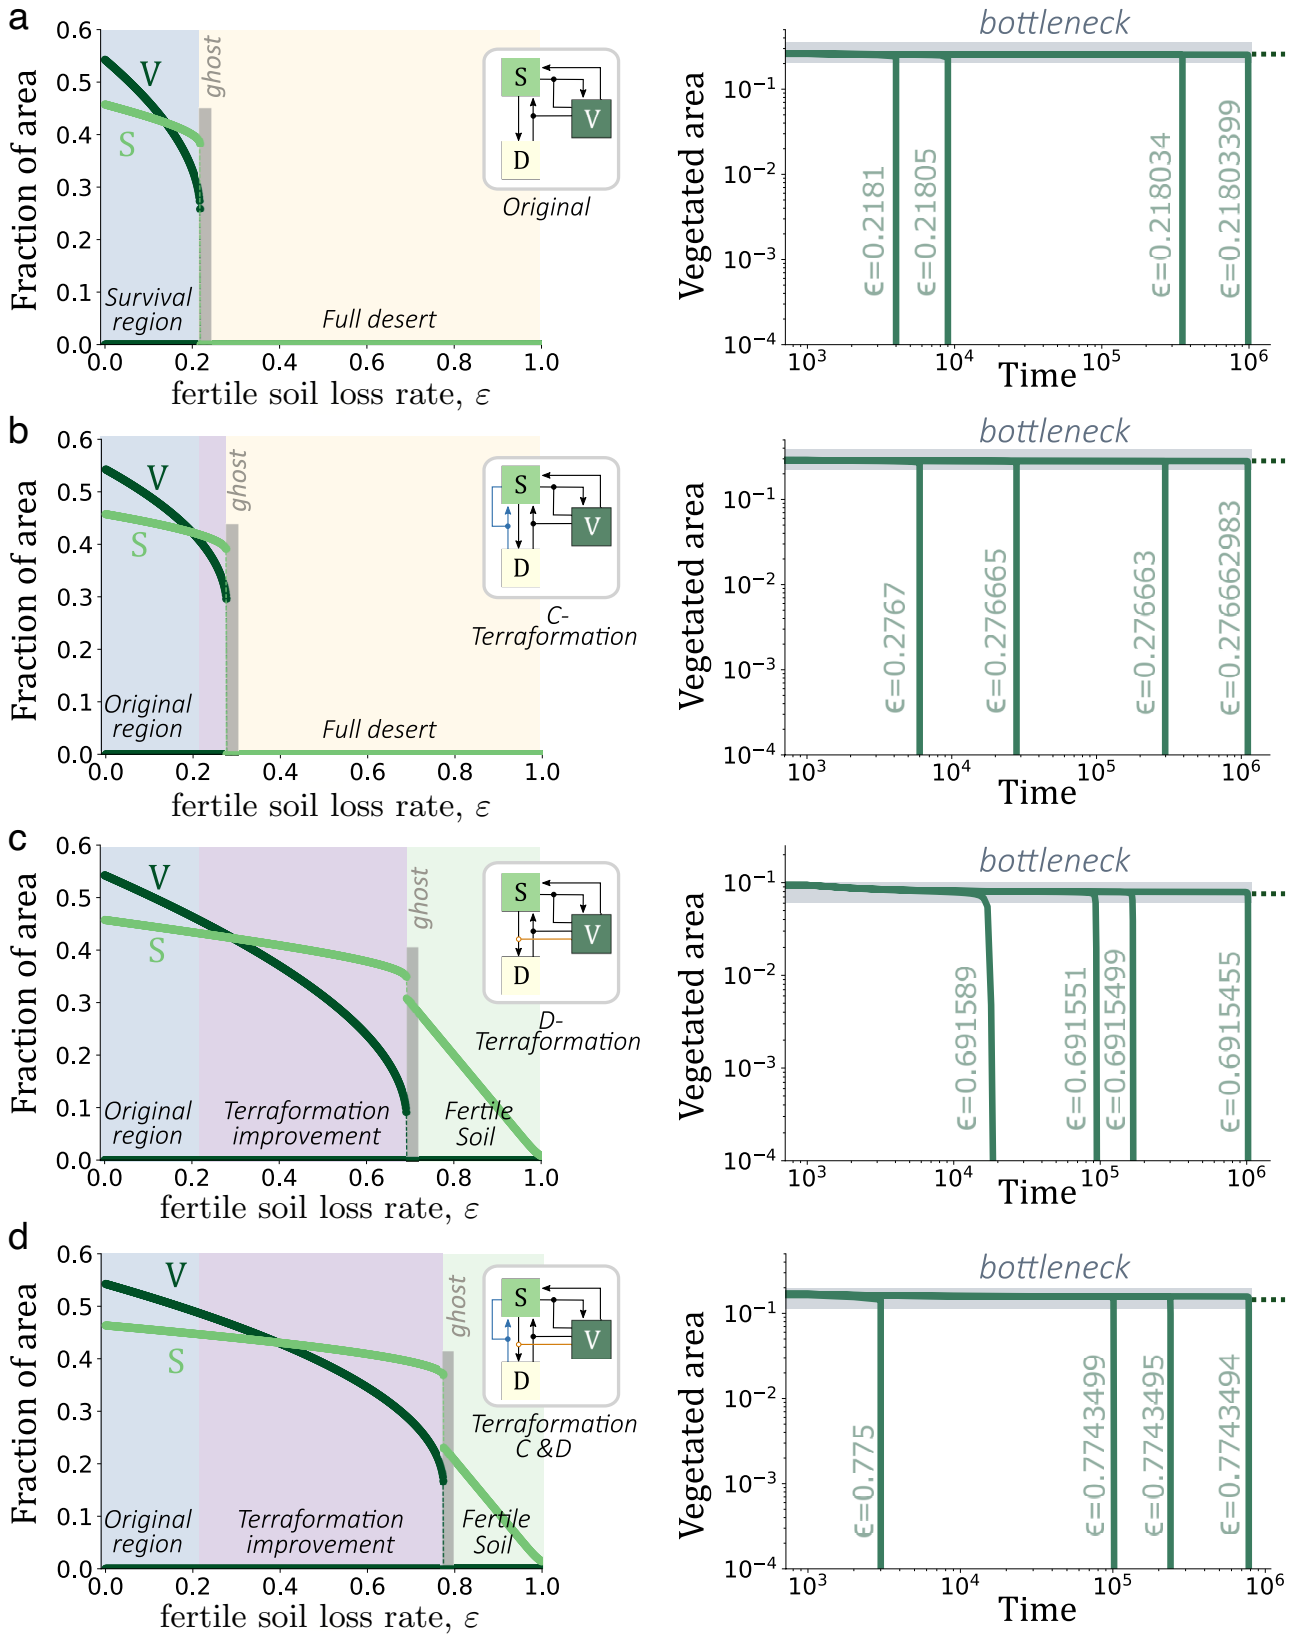 a
0.6
0.5
0.4
0.3
0.2
0.1
0.0
Fraction of area
V
S
ghost
Survival
region
Full desert
S
V
D
Original
0.0 0.2 0.4 0.6 0.8 1.0
fertile soil loss rate, ε
bottleneck
Vegetated area
10⁻¹
10⁻²
10⁻³
10⁻⁴
ϵ=0.2181
ϵ=0.21805
ϵ=0.218034
ϵ=0.21803399
10³ 10⁴ 10⁵ 10⁶
Time
b
0.6
0.5
0.4
0.3
0.2
0.1
0.0
Fraction of area
V
S
ghost
Original
region
Full desert
S
V
D
C-
Terraformation
0.0 0.2 0.4 0.6 0.8 1.0
fertile soil loss rate, ε
bottleneck
Vegetated area
10⁻¹
10⁻²
10⁻³
10⁻⁴
ϵ=0.2767
ϵ=0.276665
ϵ=0.276663
ϵ=0.276662983
10³ 10⁴ 10⁵ 10⁶
Time
c
0.6
0.5
0.4
0.3
0.2
0.1
0.0
Fraction of area
V
S
ghost
Original
region
Terraformation
improvement
Fertile
Soil
S
V
D
D-
Terraformation
0.0 0.2 0.4 0.6 0.8 1.0
fertile soil loss rate, ε
bottleneck
Vegetated area
10⁻¹
10⁻²
10⁻³
10⁻⁴
ϵ=0.691589
ϵ=0.691551
ϵ=0.6915499
ϵ=0.6915455
10³ 10⁴ 10⁵ 10⁶
Time
d
0.6
0.5
0.4
0.3
0.2
0.1
0.0
Fraction of area
V
S
ghost
Original
region
Terraformation
improvement
Fertile
Soil
S
V
D
Terraformation
C &D
0.0 0.2 0.4 0.6 0.8 1.0
fertile soil loss rate, ε
bottleneck
Vegetated area
10⁻¹
10⁻²
10⁻³
10⁻⁴
ϵ=0.775
ϵ=0.7743499
ϵ=0.7743495
ϵ=0.7743494
10³ 10⁴ 10⁵ 10⁶
Time